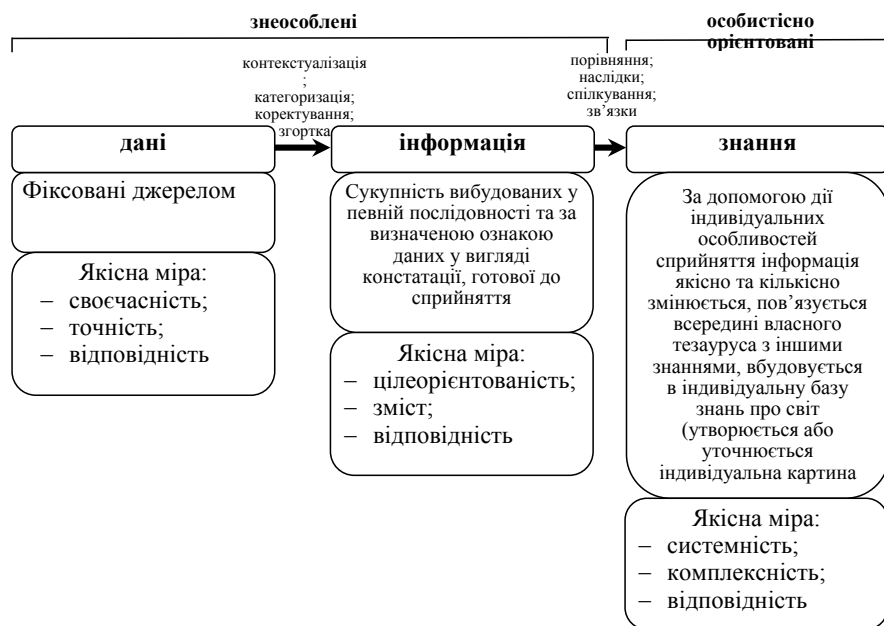 знеособлені
особистісно
орієнтовані
контекстуалізація
;
категоризація;
коректування;
згортка
порівняння;
наслідки;
спілкування;
зв’язки
дані
інформація
знання
Фіксовані джерелом
Якісна міра:
– своєчасність;
– точність;
– відповідність
Сукупність вибудованих у
певній послідовності та за
визначеною ознакою
даних у вигляді
констатації, готової до
сприйняття
Якісна міра:
– цілеорієнтованість;
– зміст;
– відповідність
За допомогою дії
індивідуальних
особливостей
сприйняття інформація
якісно та кількісно
змінюється, пов’язується
всередині власного
тезауруса з іншими
знаннями, вбудовується
в індивідуальну базу
знань про світ
(утворюється або
уточнюється
індивідуальна картина
Якісна міра:
– системність;
– комплексність;
– відповідність